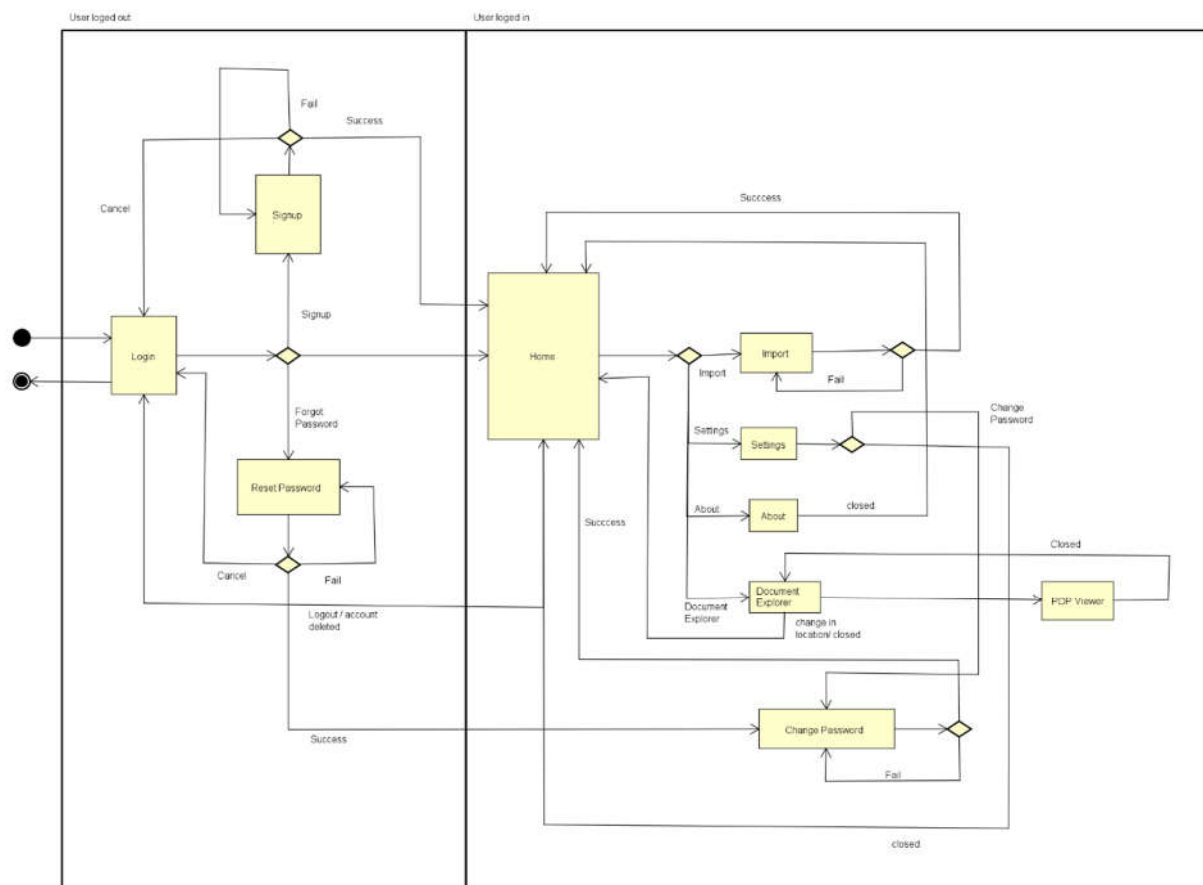 User loged out
User loged in
Fail
Success
Signup
Cancel
Succcess
Signup
Login
Home
Import
Import
Fail
Forgot
Password
Change
Password
Settings
Settings
Reset Password
About
About
closed
Succcess
Cancel
Fail
Closed
Document
Explorer
PDP Viewer
Document
Explorer
Logout / account
deleted
change in
location/ closed
Success
Change Password
Fail
closed